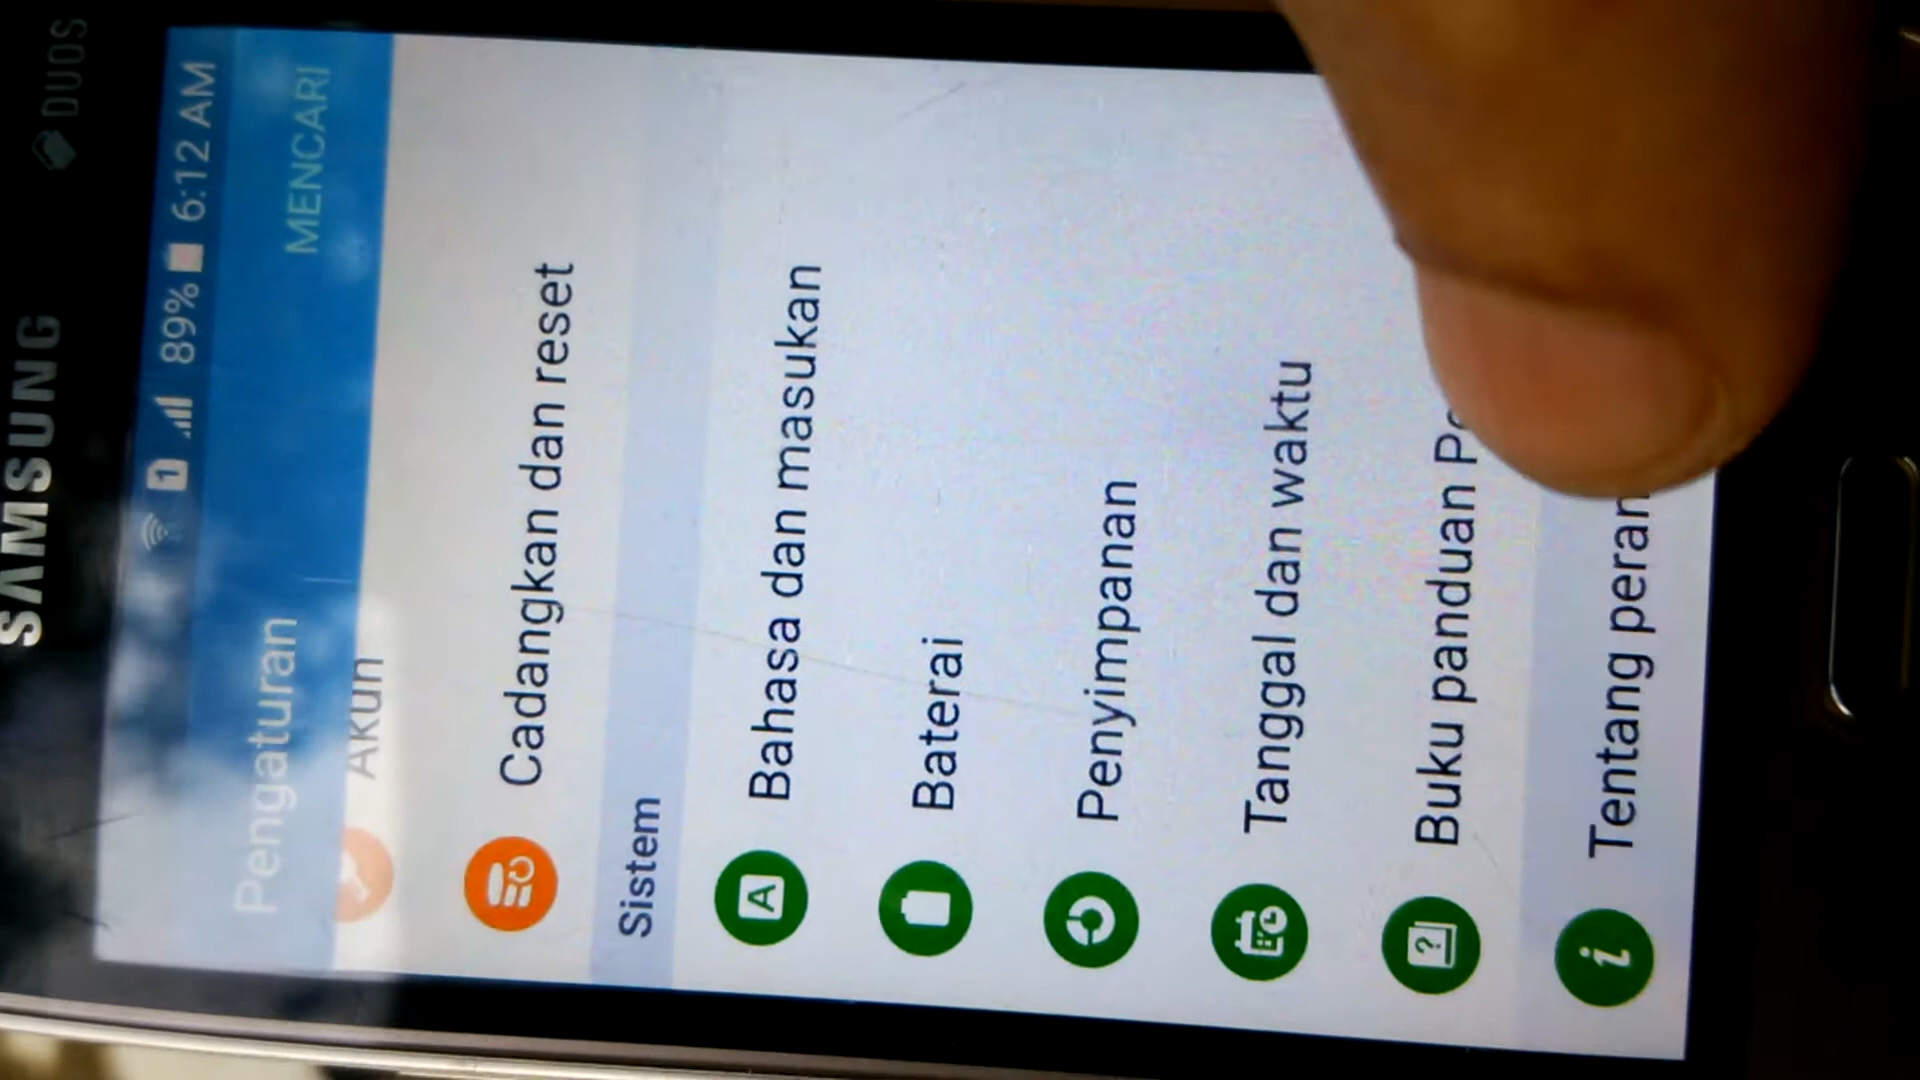 SAMSUNG
DUOS
89% 6:12 AM
Pengaturan
MENCARI
Akun
Cadangkan dan reset
Sistem
Bahasa dan masukan
Baterai
Penyimpanan
Tanggal dan waktu
Buku panduan
Tentang